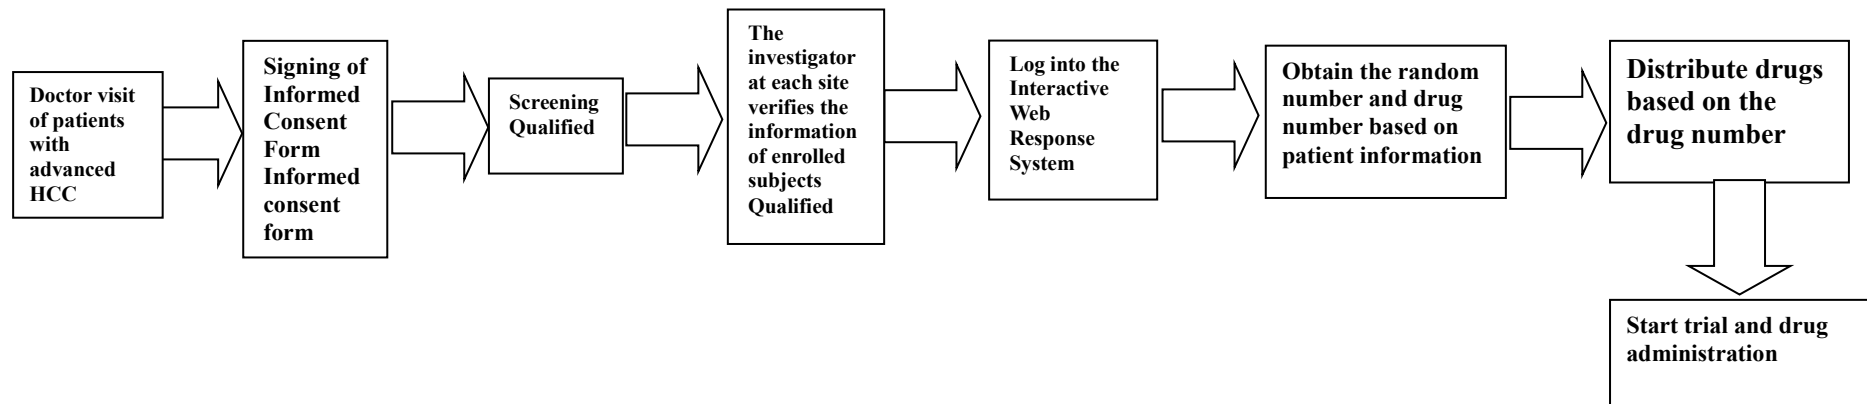 Doctor visit
of patients
with
advanced
HCC
Signing of
Informed
Consent
Form
Informed
consent
form
Screening
Qualified
The
investigator
at each site
verifies the
information
of enrolled
subjects
Qualified
Log into the
Interactive
Web
Response
System
Obtain the random
number and drug
number based on
patient information
Distribute drugs
based on the
drug number
Start trial and drug
administration